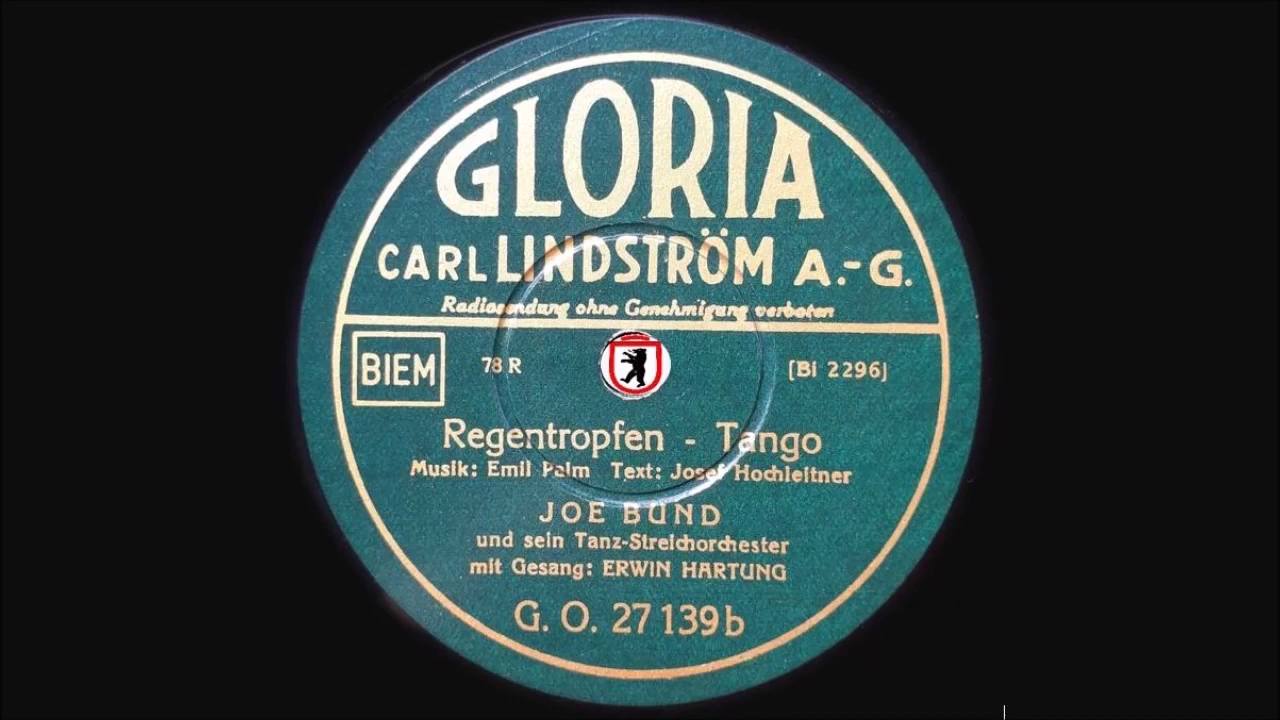 GLORIA
CARL LINDSTRÖM A.-G.
Radiosendung ohne Genehmigung verboten
BIEM 78 R [Bi 2296]
Regentropfen - Tango
Musik: Emil Palm Text: Josef Hochleitner
JOE BUND
und sein Tanz-Streichorchester
mit Gesang: ERWIN HARTUNG
G. O. 27 139 b